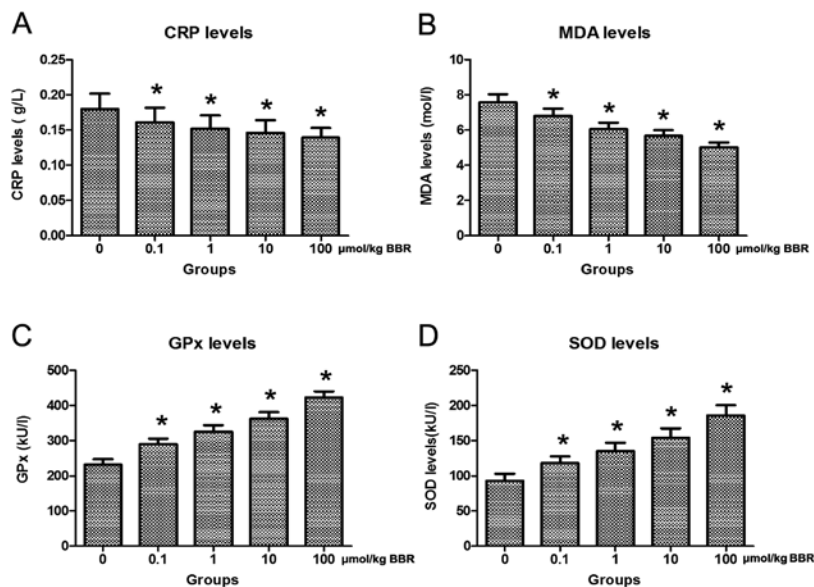 A
CRP levels
CRP levels ( g/L)
0.25
0.20
0.15
0.10
0.05
0.00
* * * *
0 0.1 1 10 100 µmol/kg BBR
Groups
B
MDA levels
MDA levels (mol/l)
8
6
4
2
0
* * * *
0 0.1 1 10 100 µmol/kg BBR
Groups
C
GPx levels
GPx (kU/l)
500
400
300
200
100
0
* * * *
0 0.1 1 10 100 µmol/kg BBR
Groups
D
SOD levels
SOD levels(kU/l)
250
200
150
100
50
0
* * * *
0 0.1 1 10 100 µmol/kg BBR
Groups